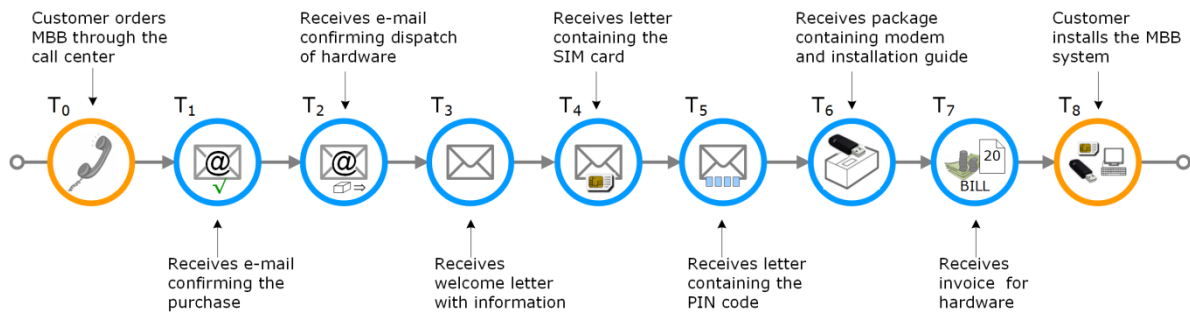 Customer orders
MBB through the
call center
Receives e-mail
confirming dispatch
of hardware
Receives letter
containing the
SIM card
Receives package
containing modem
and installation guide
Customer
installs the MBB
system
T0
T1
T2
T3
T4
T5
T6
T7
T8
@
√
@
20
BILL
Receives e-mail
confirming the
purchase
Receives
welcome letter
with information
Receives letter
containing the
PIN code
Receives
invoice for
hardware